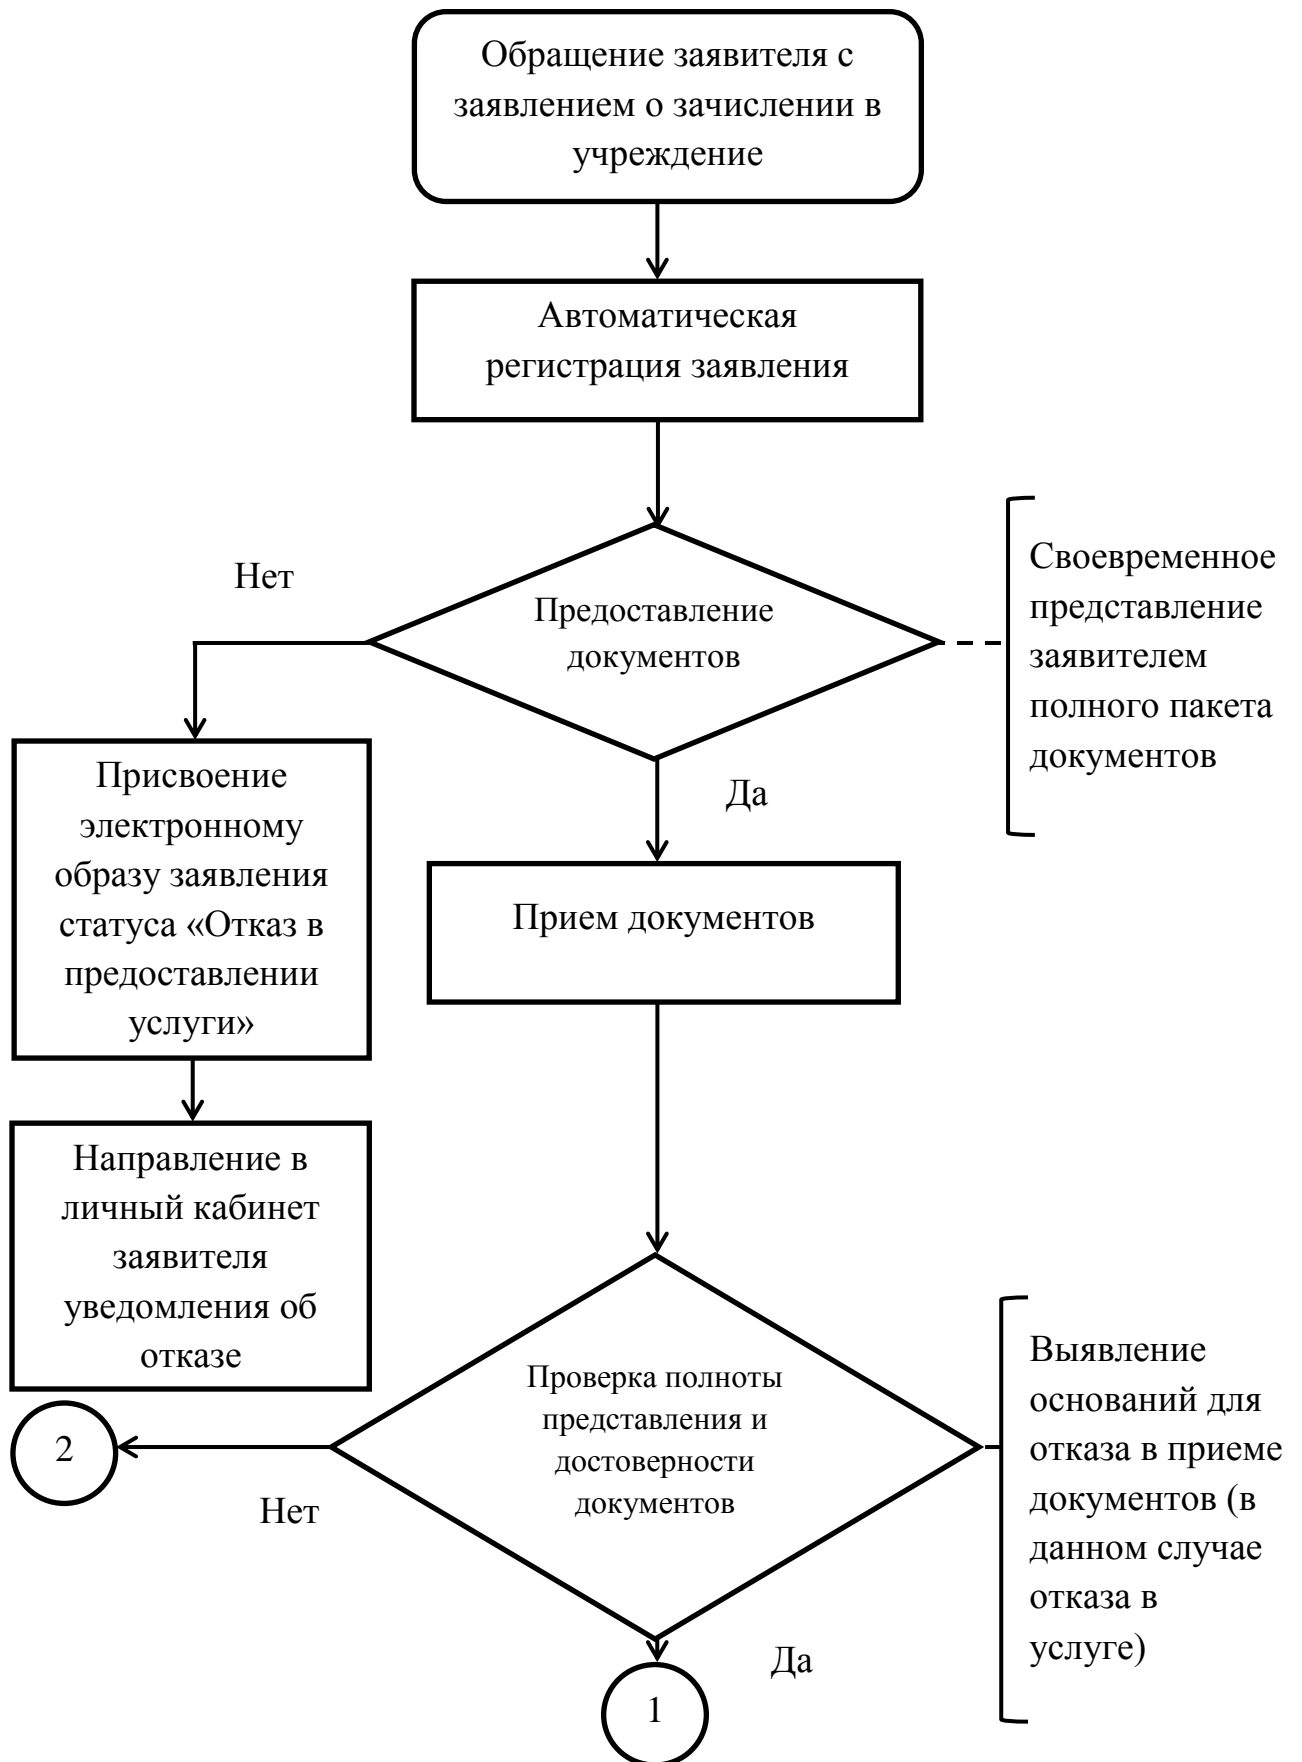 Обращение заявителя с
заявлением о зачислении в
учреждение
Автоматическая
регистрация заявления
Нет
Предоставление
документов
Своевременное
представление
заявителем
полного пакета
документов
Да
Присвоение
электронному
образу заявления
статуса «Отказ в
предоставлении
услуги»
Прием документов
Направление в
личный кабинет
заявителя
уведомления об
отказе
Проверка полноты
представления и
достоверности
документов
Выявление
оснований для
отказа в приеме
документов (в
данном случае
отказа в
услуге)
2
Нет
Да
1